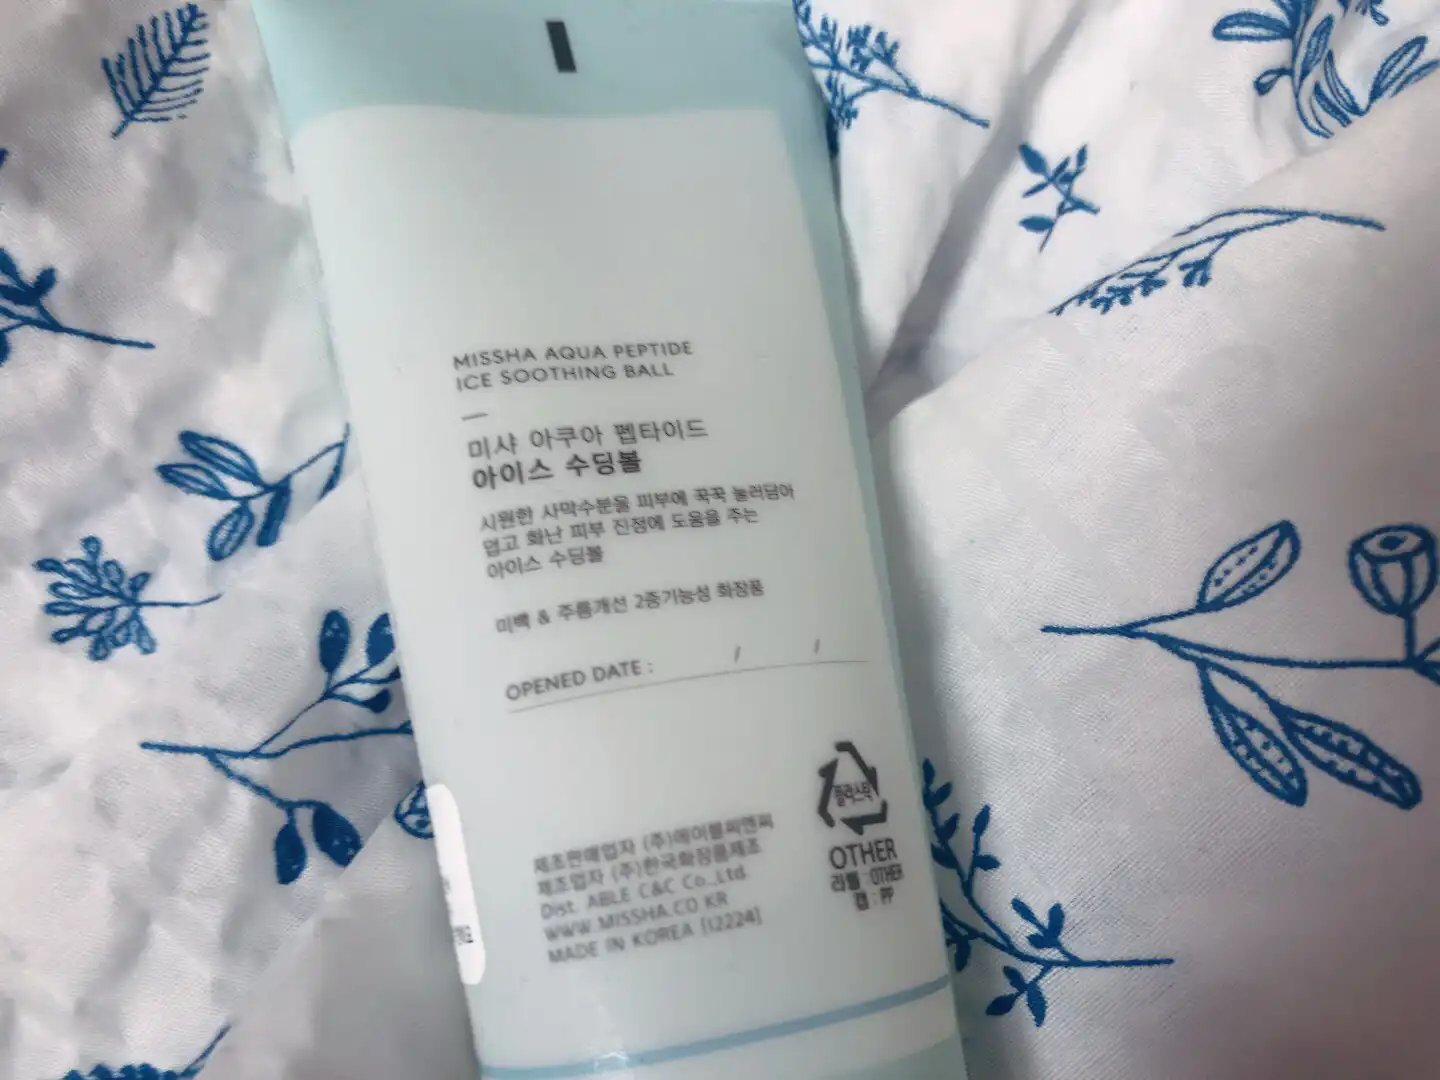 MISSHA AQUA PEPTIDE
ICE SOOTHING BALL
미샤 아쿠아 펩타이드
아이스 수딩볼
시원한 사막수분을 피부에 꾹꾹 눌러담아
덥고 화난 피부 진정에 도움을 주는
아이스 수딩볼
미백 & 주름개선 2중기능성 화장품
OPENED DATE : / /
플라스틱
OTHER
라벨 : OTHER
캡 : PP
제조판매업자 (주)에이블씨엔씨
제조업자 (주)한국화장품제조
Dist. ABLE C&C Co.,Ltd.
WWW.MISSHA.CO.KR
MADE IN KOREA [12224]